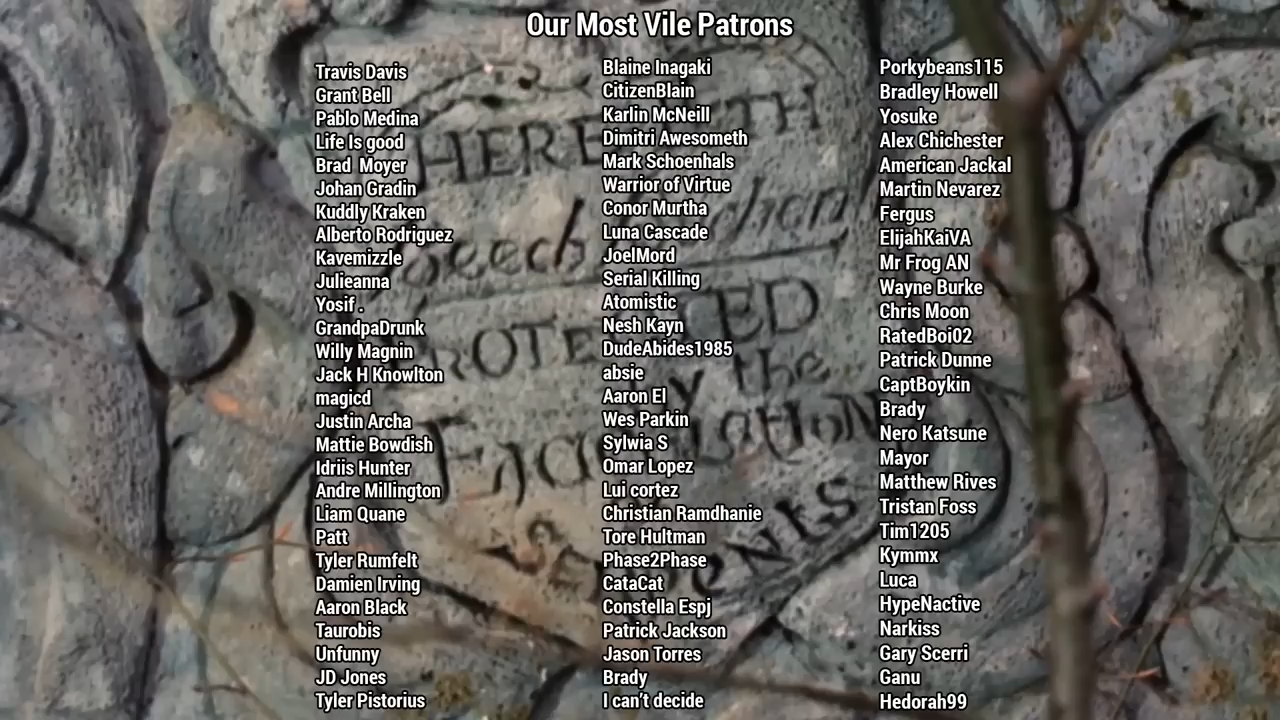 Our Most Vile Patrons
Travis Davis
Grant Bell
Pablo Medina
Life Is good
Brad  Moyer
Johan Gradin
Kuddly Kraken
Alberto Rodriguez
Kavemizzle
Julieanna
Yosif .
GrandpaDrunk
Willy Magnin
Jack H Knowlton
magicd
Justin Archa
Mattie Bowdish
Idriis Hunter
Andre Millington
Liam Quane
Patt
Tyler Rumfelt
Damien Irving
Aaron Black
Taurobis
Unfunny
JD Jones
Tyler Pistorius
Blaine Inagaki
CitizenBlain
Karlin McNeill
Dimitri Awesometh
Mark Schoenhals
Warrior of Virtue
Conor Murtha
Luna Cascade
JoelMord
Serial Killing
Atomistic
Nesh Kayn
DudeAbides1985
absie
Aaron El
Wes Parkin
Sylwia S
Omar Lopez
Lui cortez
Christian Ramdhanie
Tore Hultman
Phase2Phase
CataCat
Constella Espj
Patrick Jackson
Jason Torres
Brady
I can't decide
Porkybeans115
Bradley Howell
Yosuke
Alex Chichester
American Jackal
Martin Nevarez
Fergus
ElijahKaiVA
Mr Frog AN
Wayne Burke
Chris Moon
RatedBoi02
Patrick Dunne
CaptBoykin
Brady
Nero Katsune
Mayor
Matthew Rives
Tristan Foss
Tim1205
Kymmx
Luca
HypeNactive
Narkiss
Gary Scerri
Ganu
Hedorah99
the